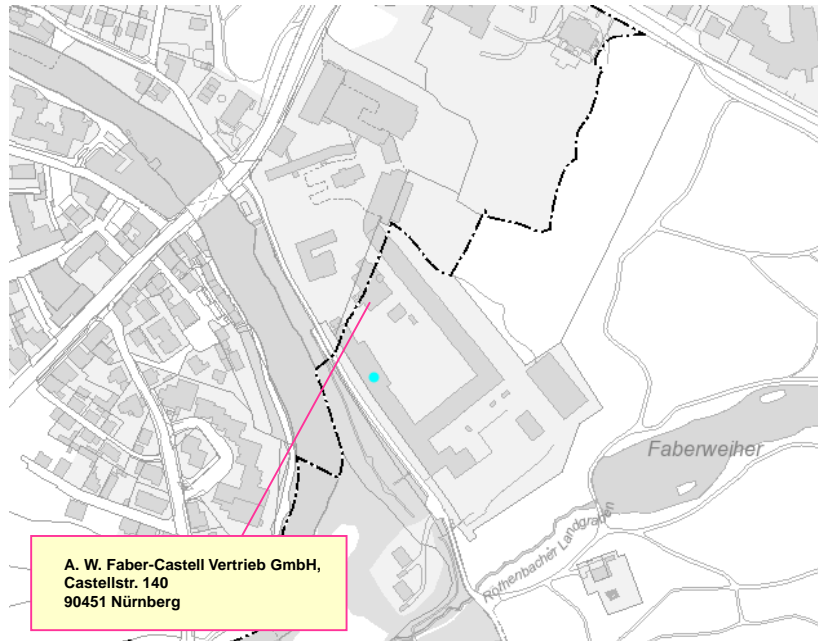 Faberweiher
Rothenbacher Landgraben
A. W. Faber-Castell Vertrieb GmbH,
Castellstr. 140
90451 Nürnberg